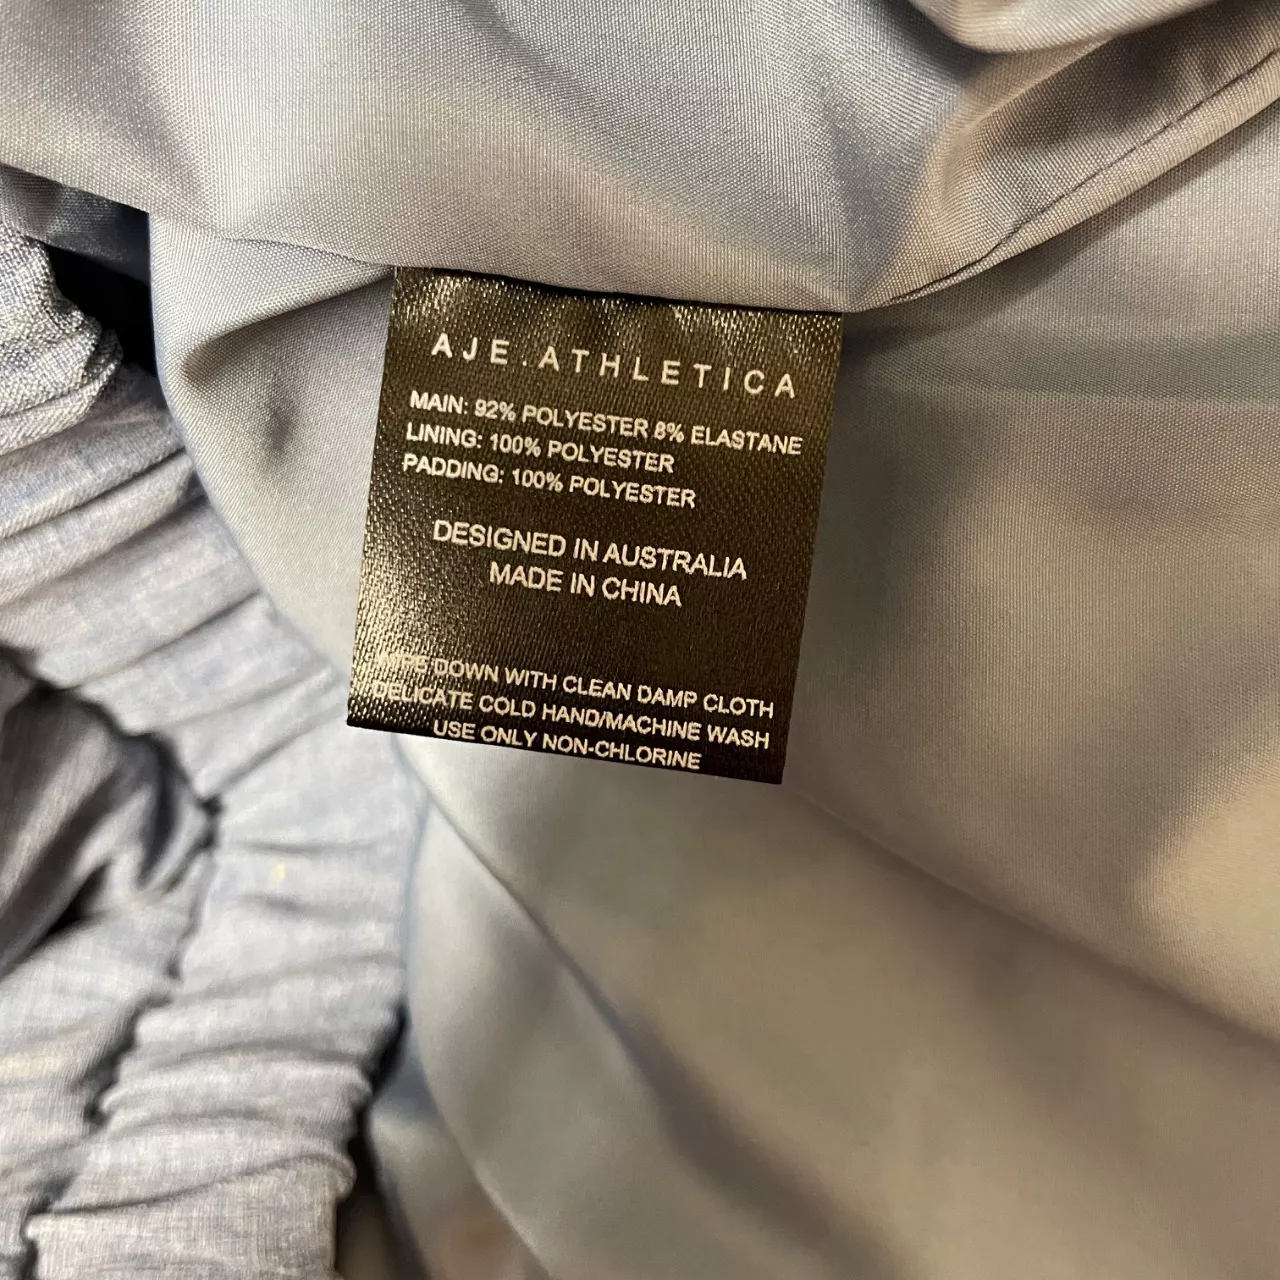 AJE.ATHLETICA
MAIN: 92% POLYESTER 8% ELASTANE
LINING: 100% POLYESTER
PADDING: 100% POLYESTER
DESIGNED IN AUSTRALIA
MADE IN CHINA
WIPE DOWN WITH CLEAN DAMP CLOTH
DELICATE COLD HAND/MACHINE WASH
USE ONLY NON-CHLORINE